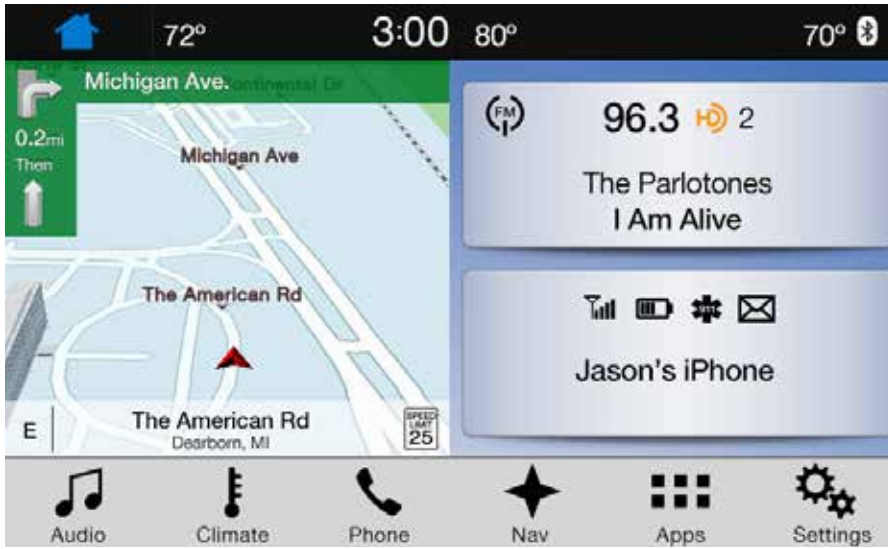 72° 3:00 80° 70°
Michigan Ave.
Continental Dr
0.2mi
Then
Michigan Ave
The American Rd
E
The American Rd
Dearborn, MI
SPEED
LIMIT
25
FM
96.3 HD 2
The Parlotones
I Am Alive
Jason's iPhone
Audio Climate Phone Nav Apps Settings